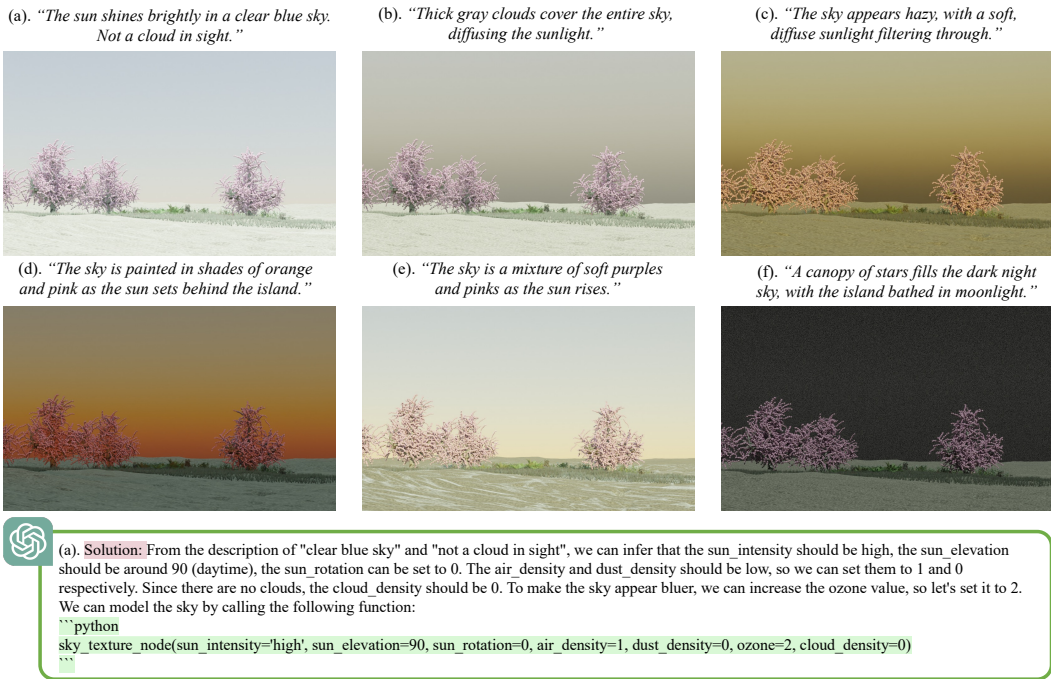 (a). “The sun shines brightly in a clear blue sky.
Not a cloud in sight.”
(b). “Thick gray clouds cover the entire sky,
diffusing the sunlight.”
(c). “The sky appears hazy, with a soft,
diffuse sunlight filtering through.”
(d). “The sky is painted in shades of orange
and pink as the sun sets behind the island.”
(e). “The sky is a mixture of soft purples
and pinks as the sun rises.”
(f). “A canopy of stars fills the dark night
sky, with the island bathed in moonlight.”
(a). Solution: From the description of "clear blue sky" and "not a cloud in sight", we can infer that the sun_intensity should be high, the sun_elevation
should be around 90 (daytime), the sun_rotation can be set to 0. The air_density and dust_density should be low, so we can set them to 1 and 0
respectively. Since there are no clouds, the cloud_density should be 0. To make the sky appear bluer, we can increase the ozone value, so let's set it to 2.
We can model the sky by calling the following function:
```python
sky_texture_node(sun_intensity='high', sun_elevation=90, sun_rotation=0, air_density=1, dust_density=0, ozone=2, cloud_density=0)
```